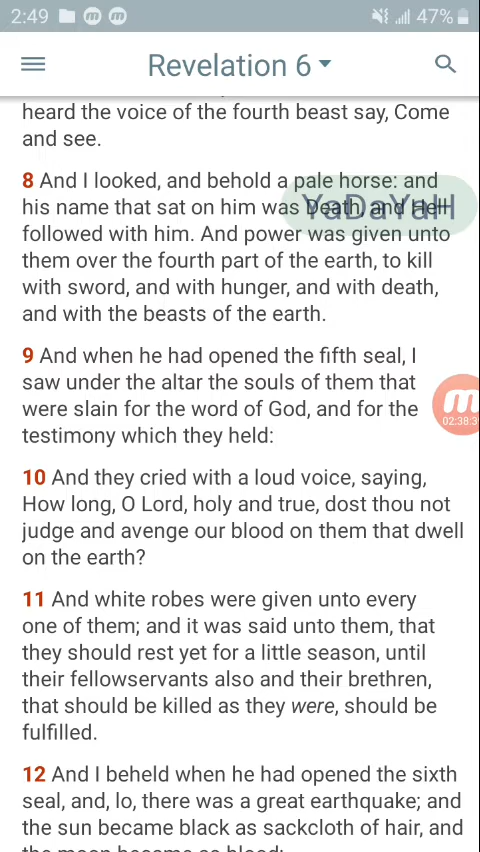 2:49 47%
Revelation 6
heard the voice of the fourth beast say, Come
and see.
8 And I looked, and behold a pale horse: and
his name that sat on him was Death, and Hell
YaDaYaH
followed with him. And power was given unto
them over the fourth part of the earth, to kill
with sword, and with hunger, and with death,
and with the beasts of the earth.
9 And when he had opened the fifth seal, I
saw under the altar the souls of them that
were slain for the word of God, and for the
02:38:3
testimony which they held:
10 And they cried with a loud voice, saying,
How long, O Lord, holy and true, dost thou not
judge and avenge our blood on them that dwell
on the earth?
11 And white robes were given unto every
one of them; and it was said unto them, that
they should rest yet for a little season, until
their fellowservants also and their brethren,
that should be killed as they were, should be
fulfilled.
12 And I beheld when he had opened the sixth
seal, and, lo, there was a great earthquake; and
the sun became black as sackcloth of hair, and
the moon became as blood;